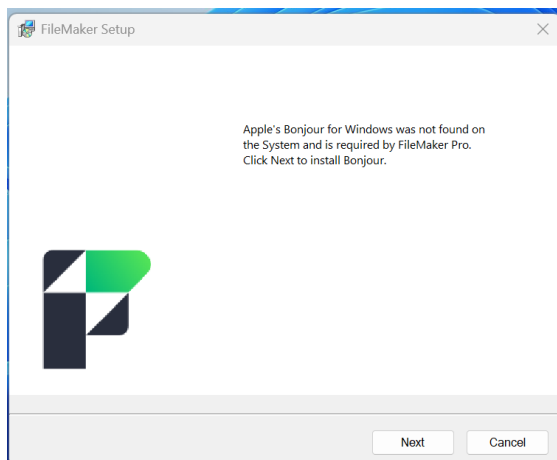 FileMaker Setup
Apple's Bonjour for Windows was not found on
the System and is required by FileMaker Pro.
Click Next to install Bonjour.
Next
Cancel